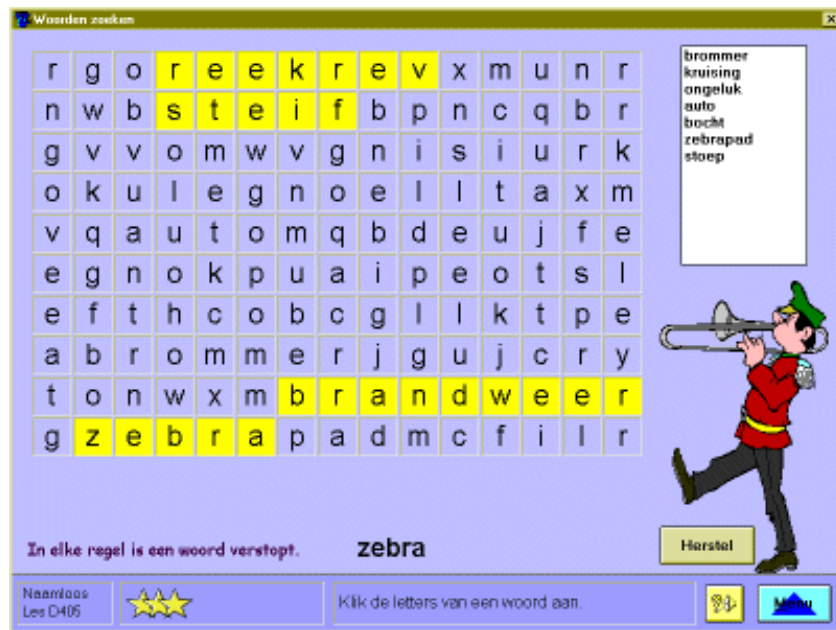 Woorden zoeken
r g o r e e k r e v x m u n r
n w b s t e i f b p n c q b r
g v v o m w v g n i s i u r k
o k u l e g n o e l l t a x m
v q a u t o m q b d e u j f e
e g n o k p u a i p e o t s l
e f t h c o b c g l l k t p e
a b r o m m e r j g u j c r y
t o n w x m b r a n d w e e r
g z e b r a p a d m c f i l r
brommer
kruising
ongeluk
auto
bocht
zebrapad
stoep
In elke regel is een woord verstopt.
zebra
Herstel
Naamloos
Les D405
Klik de letters van een woord aan.
Menu